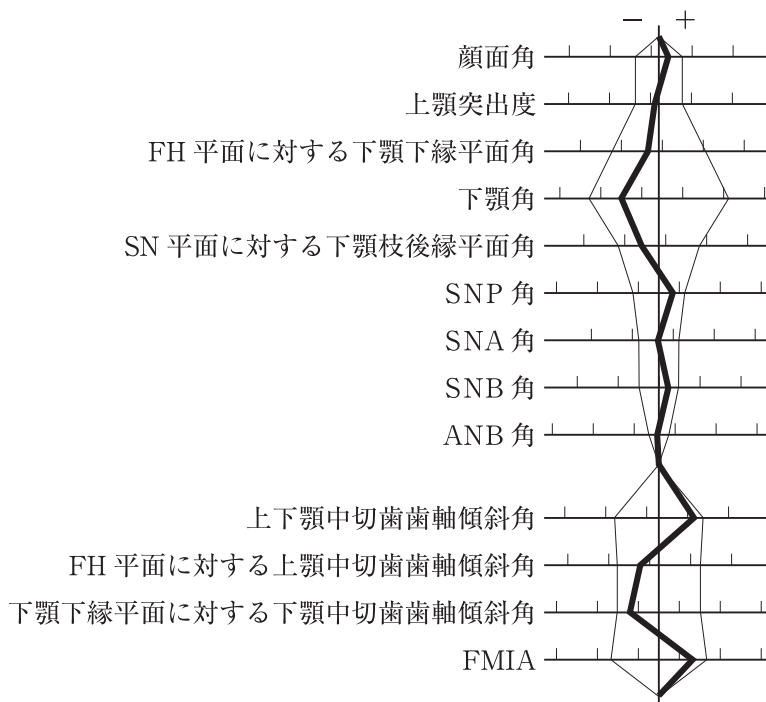 − +
顔面角
上顎突出度
FH 平面に対する下顎下縁平面角
下顎角
SN 平面に対する下顎枝後縁平面角
SNP 角
SNA 角
SNB 角
ANB 角
上下顎中切歯歯軸傾斜角
FH 平面に対する上顎中切歯歯軸傾斜角
下顎下縁平面に対する下顎中切歯歯軸傾斜角
FMIA